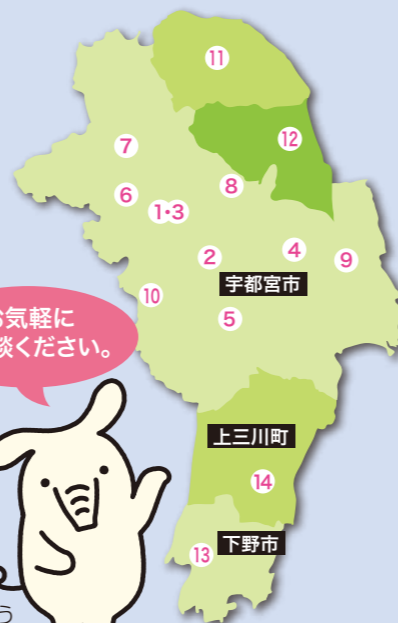 ⑪
⑫
⑦
⑧
⑥
①・③
②
④
⑨
宇都宮市
⑩
⑤
お気軽に
談ください。
上三川町
⑭
下野市
⑬
う